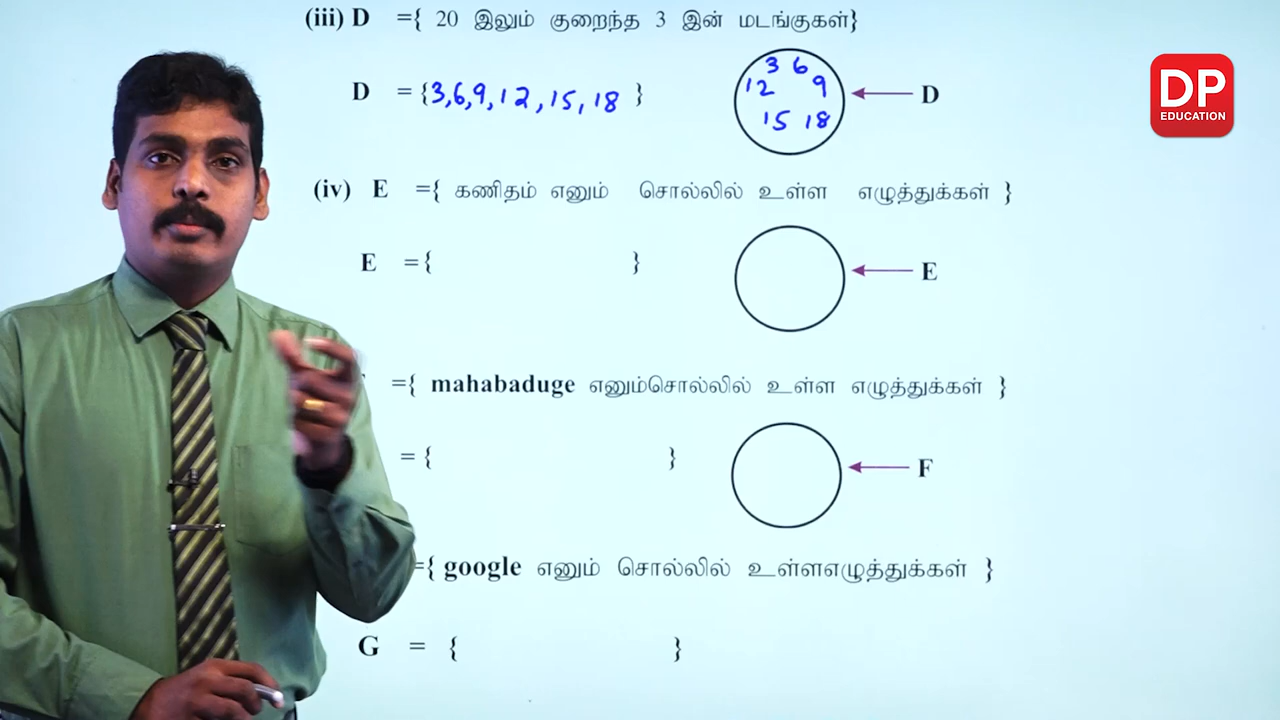 (iii) D ={ 20 இலும் குறைந்த 3 இன் மடங்குகள்}
D = {3,6,9,12,15,18 }
3 6
12 9
15 18
D
DP
EDUCATION
(iv) E ={ கணிதம் எனும் சொல்லில் உள்ள எழுத்துக்கள் }
E ={ }
E
={ mahabaduge எனும்சொல்லில் உள்ள எழுத்துக்கள் }
= { }
F
={ google எனும் சொல்லில் உள்ளஎழுத்துக்கள் }
G = { }